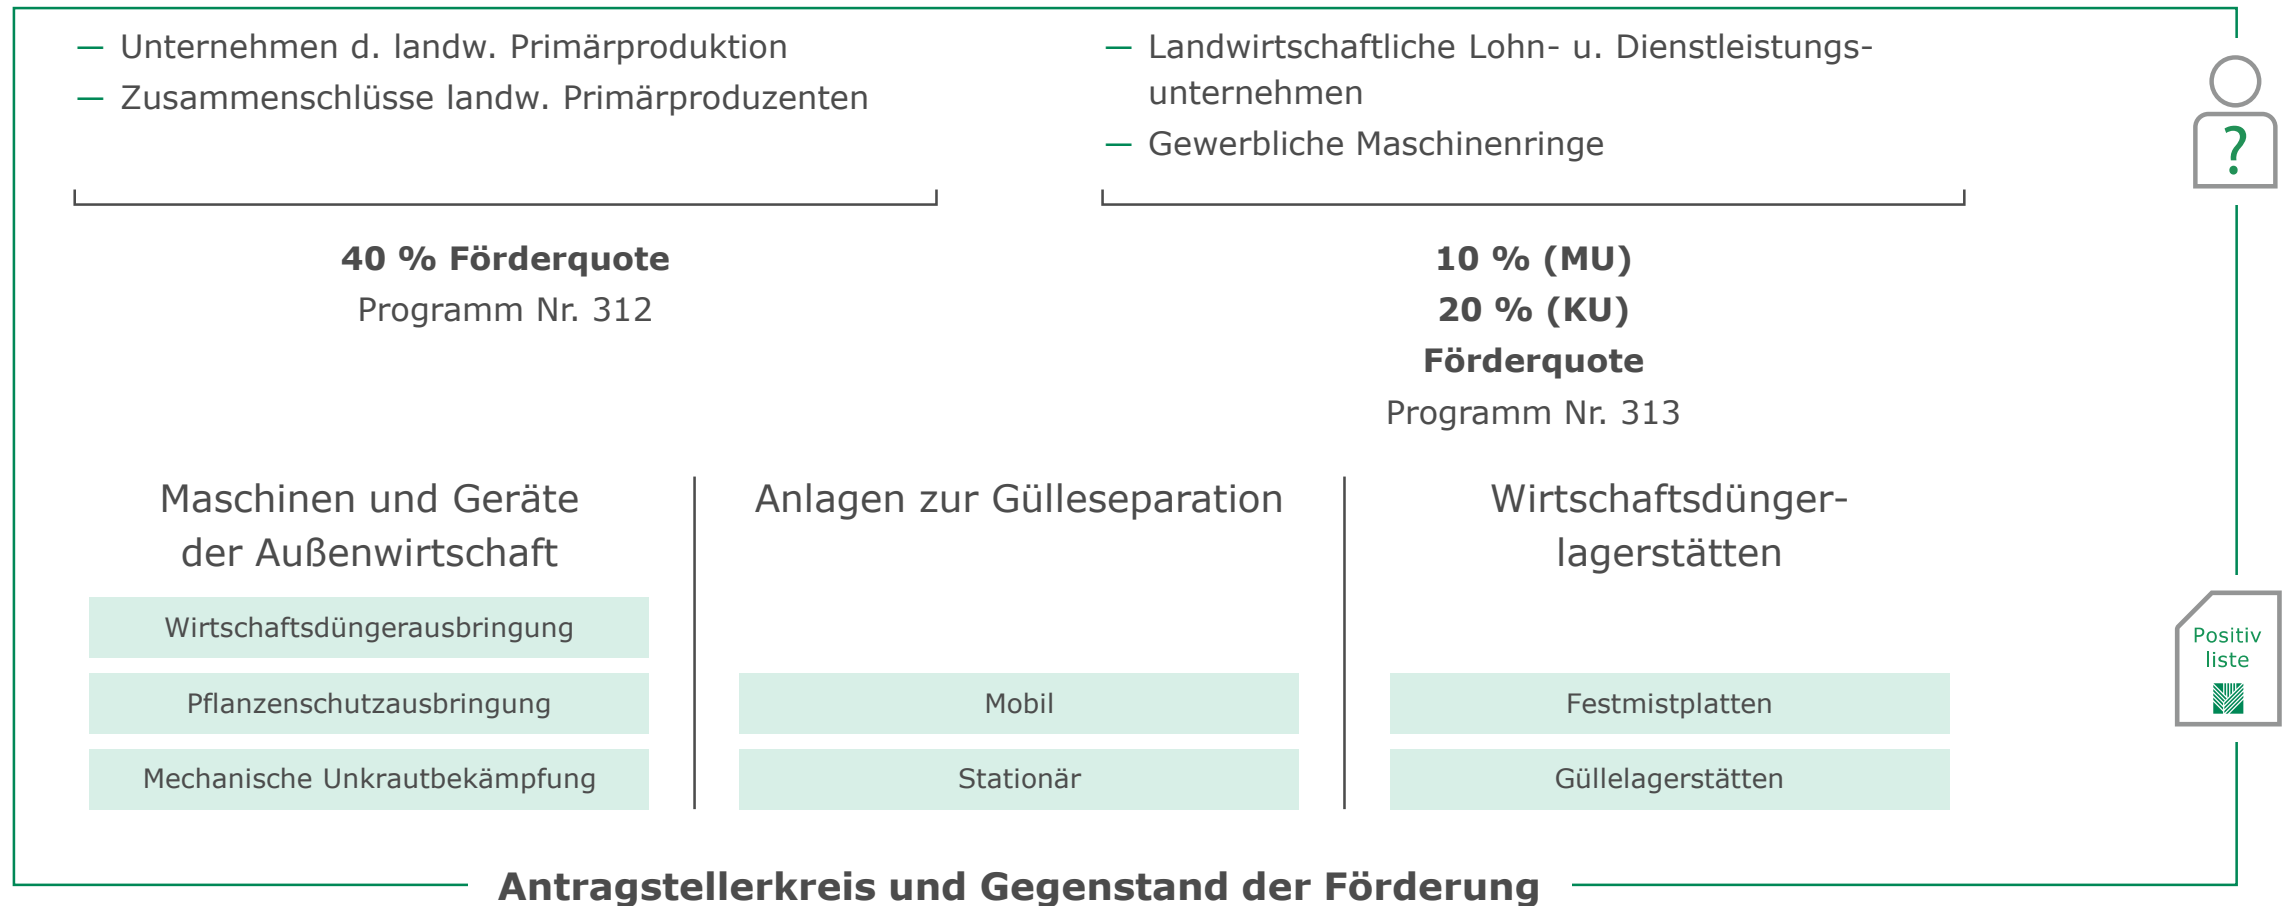 — Unternehmen d. landw. Primärproduktion
— Zusammenschlüsse landw. Primärproduzenten
— Landwirtschaftliche Lohn- u. Dienstleistungs-
unternehmen
— Gewerbliche Maschinenringe
?
40 % Förderquote
Programm Nr. 312
10 % (MU)
20 % (KU)
Förderquote
Programm Nr. 313
Maschinen und Geräte
der Außenwirtschaft
Wirtschaftsdüngerausbringung
Pflanzenschutzausbringung
Mechanische Unkrautbekämpfung
Anlagen zur Gülleseparation
Mobil
Stationär
Wirtschaftsdünger-
lagerstätten
Festmistplatten
Güllelagerstätten
Positiv
liste
Antragstellerkreis und Gegenstand der Förderung